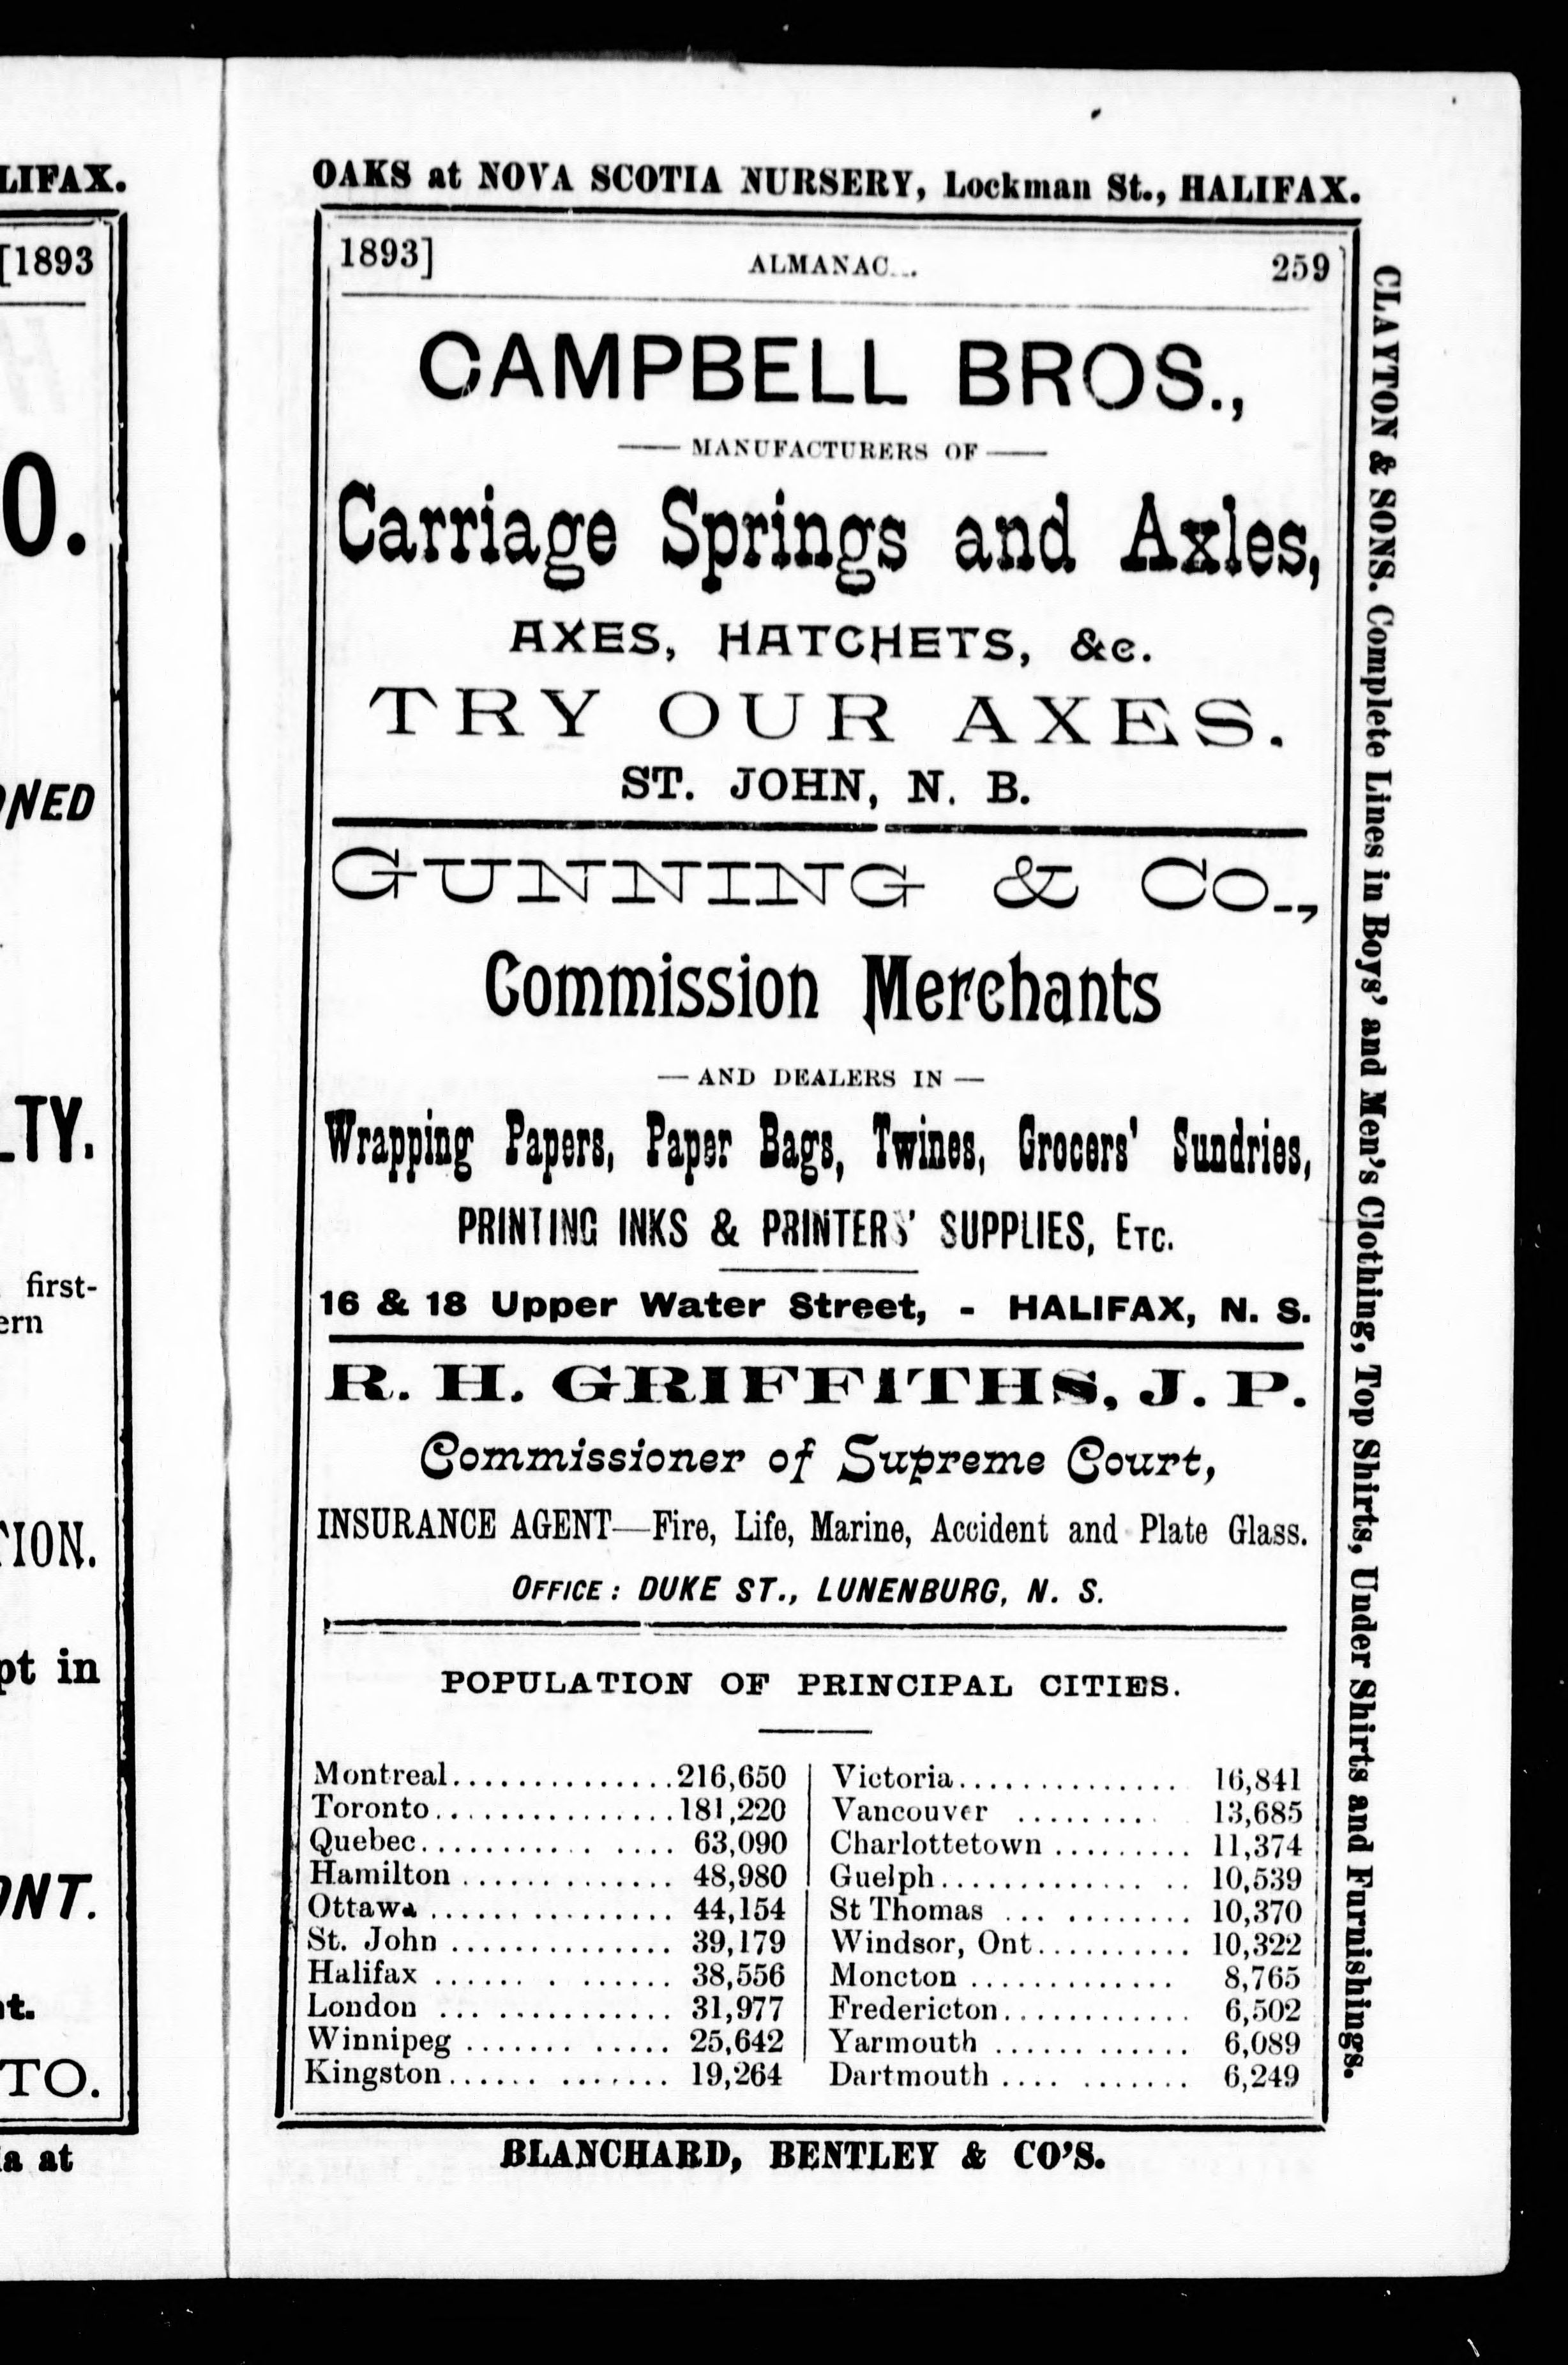 LIFAX.
[1893
O.
NED
LTY.
first-
ern
TION.
pt in
ONT.
nt.
TO.
a at
OAKS at NOVA SCOTIA NURSERY, Lockman St., HALIFAX.
1893] ALMANAC... 259
CAMPBELL BROS.,
— MANUFACTURERS OF —
Carriage Springs and Axles,
AXES, HATCHETS, &c.
TRY OUR AXES.
ST. JOHN, N. B.
GUNNING & CO.,
Commission Merchants
— AND DEALERS IN —
Wrapping Papers, Paper Bags, Twines, Grocers' Sundries,
PRINTING INKS & PRINTERS' SUPPLIES, ETC.
16 & 18 Upper Water Street, - HALIFAX, N. S.
R. H. GRIFFITHS, J. P.
Commissioner of Supreme Court,
INSURANCE AGENT—Fire, Life, Marine, Accident and Plate Glass.
OFFICE: DUKE ST., LUNENBURG, N. S.
POPULATION OF PRINCIPAL CITIES.
Montreal..............216,650
Toronto...............181,220
Quebec................ 63,090
Hamilton ............. 48,980
Ottawa ............... 44,154
St. John .............. 39,179
Halifax .............. 38,556
London ............... 31,977
Winnipeg ............. 25,642
Kingston.............. 19,264
Victoria.............. 16,841
Vancouver .......... 13,685
Charlottetown ......... 11,374
Guelph................ 10,539
St Thomas ........... 10,370
Windsor, Ont.......... 10,322
Moncton ............. 8,765
Fredericton............ 6,502
Yarmouth ............ 6,089
Dartmouth ........... 6,249
BLANCHARD, BENTLEY & CO'S.
CLAYTON & SONS. Complete Lines in Boys' and Men's Clothing, Top Shirts, Under Shirts and Furnishings.